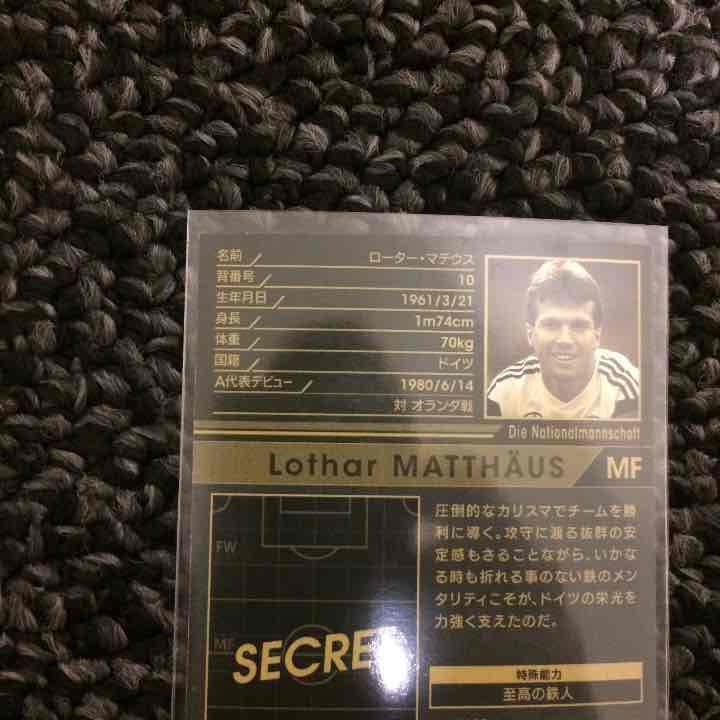 名前 ローター・マテウス
背番号 10
生年月日 1961/3/21
身長 1m74cm
体重 70kg
国籍 ドイツ
A代表デビュー 1980/6/14
対 オランダ戦
Die Nationalmannschaft
Lothar MATTHÄUS MF
圧倒的なカリスマでチームを勝
利に導く。攻守に渡る抜群の安
定感もさることながら、いかな
る時も折れる事のない鉄のメン
タリティこそが、ドイツの栄光を
力強く支えたのだ。
FW
MF
SECRE
特殊能力
至高の鉄人